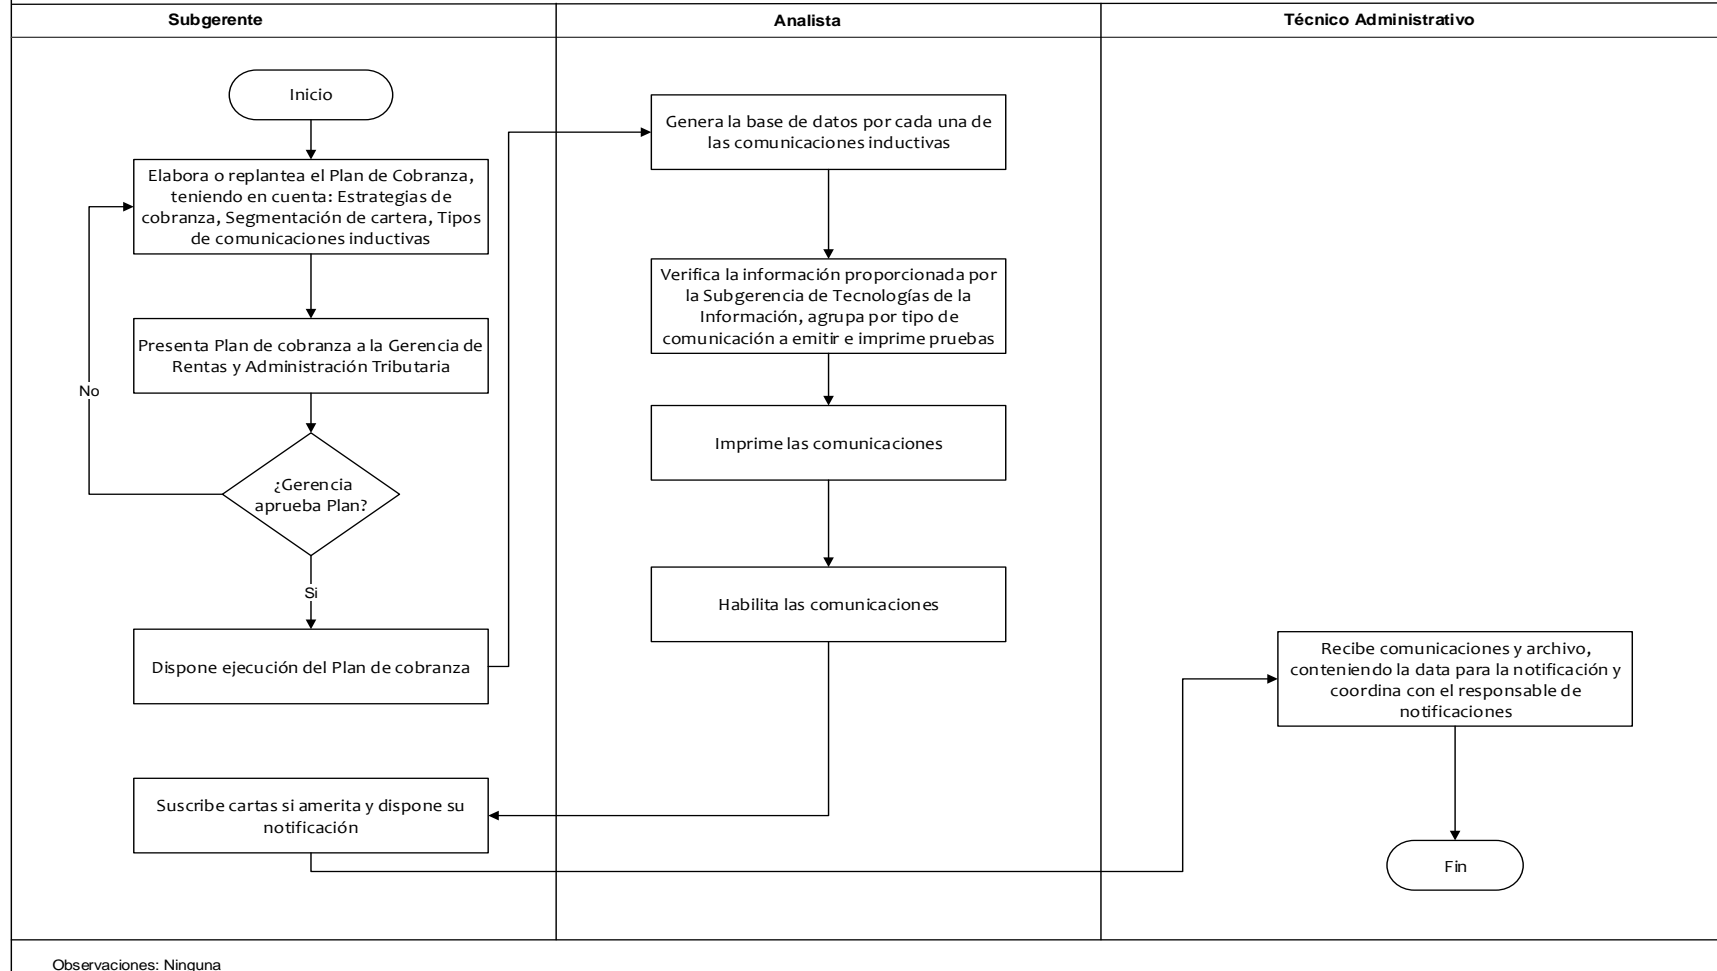 Subgerente
Analista
Técnico Administrativo
Inicio
Elabora o replantea el Plan de Cobranza,
teniendo en cuenta: Estrategias de
cobranza, Segmentación de cartera, Tipos
de comunicaciones inductivas
Presenta Plan de cobranza a la Gerencia de
Rentas y Administración Tributaria
No
¿Gerencia
aprueba Plan?
Si
Dispone ejecución del Plan de cobranza
Suscribe cartas si amerita y dispone su
notificación
Genera la base de datos por cada una de
las comunicaciones inductivas
Verifica la información proporcionada por
la Subgerencia de Tecnologías de la
Información, agrupa por tipo de
comunicación a emitir e imprime pruebas
Imprime las comunicaciones
Habilita las comunicaciones
Recibe comunicaciones y archivo,
conteniendo la data para la notificación y
coordina con el responsable de
notificaciones
Fin
Observaciones: Ninguna